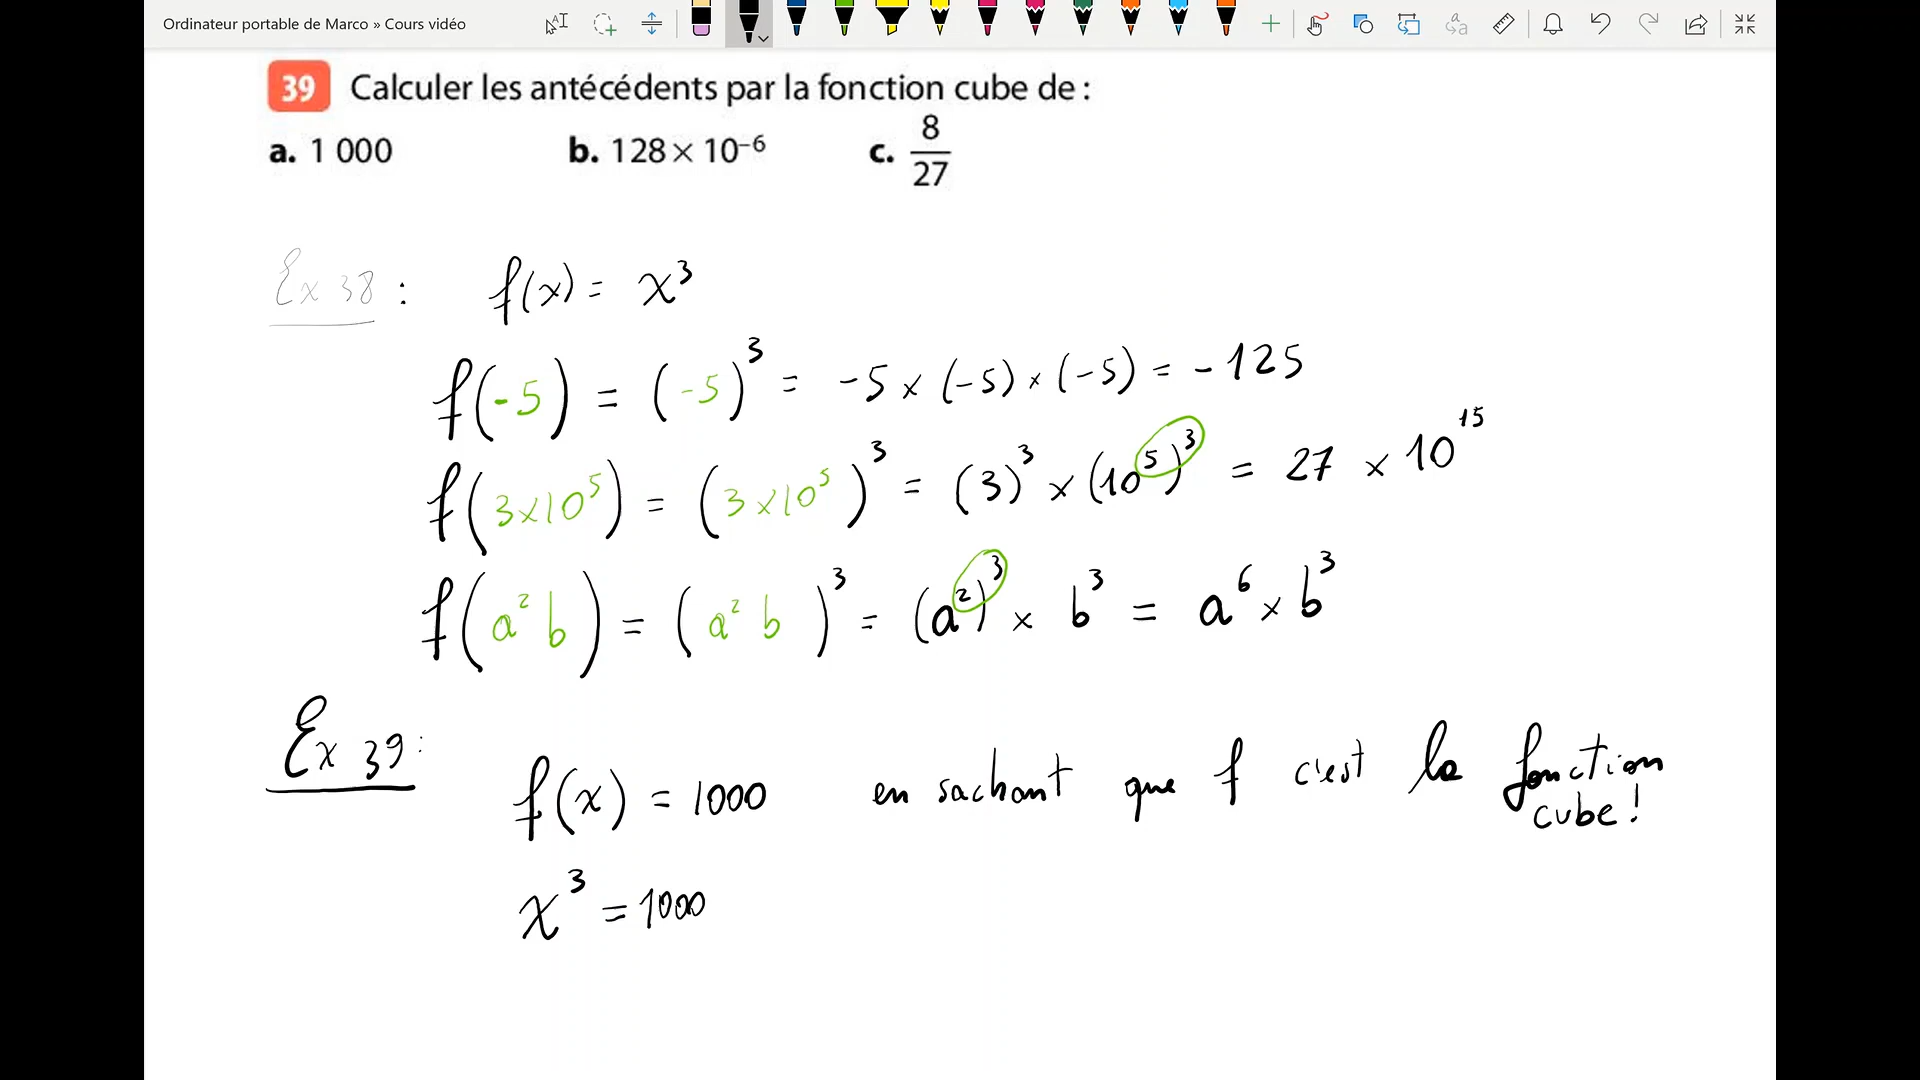 Ordinateur portable de Marco » Cours vidéo
39 Calculer les antécédents par la fonction cube de :
a. 1 000 b. 128 × 10⁻⁶ c. 8/27
Ex 38 : f(x) = x³
f(-5) = (-5)³ = -5 × (-5) × (-5) = -125
f(3×10⁵) = (3×10⁵)³ = (3)³ × (10⁵)³ = 27 × 10¹⁵
f(a² b) = (a² b)³ = (a²)³ × b³ = a⁶ × b³
Ex 39 :
f(x) = 1000 en sachant que f c'est la fonction
cube !
x³ = 1000